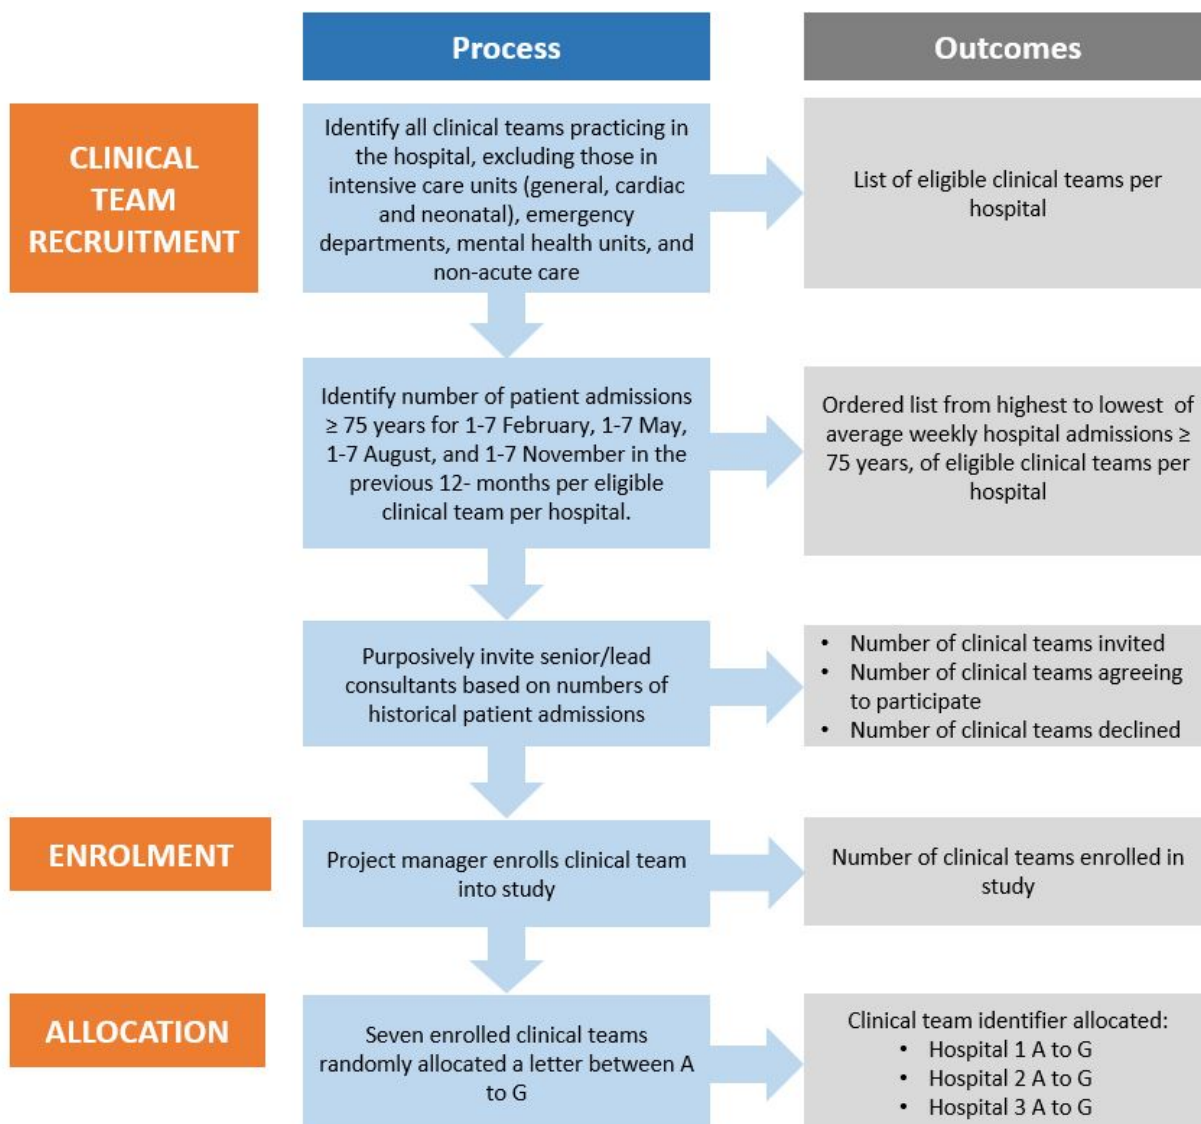 Process
Outcomes
CLINICAL
TEAM
RECRUITMENT
Identify all clinical teams practicing in
the hospital, excluding those in
intensive care units (general, cardiac
and neonatal), emergency
departments, mental health units, and
non-acute care
List of eligible clinical teams per
hospital
Identify number of patient admissions
≥ 75 years for 1-7 February, 1-7 May,
1-7 August, and 1-7 November in the
previous 12- months per eligible
clinical team per hospital.
Ordered list from highest to lowest of
average weekly hospital admissions ≥
75 years, of eligible clinical teams per
hospital
Purposively invite senior/lead
consultants based on numbers of
historical patient admissions
• Number of clinical teams invited
• Number of clinical teams agreeing
to participate
• Number of clinical teams declined
ENROLMENT
Project manager enrolls clinical team
into study
Number of clinical teams enrolled in
study
ALLOCATION
Seven enrolled clinical teams
randomly allocated a letter between A
to G
Clinical team identifier allocated:
• Hospital 1 A to G
• Hospital 2 A to G
• Hospital 3 A to G